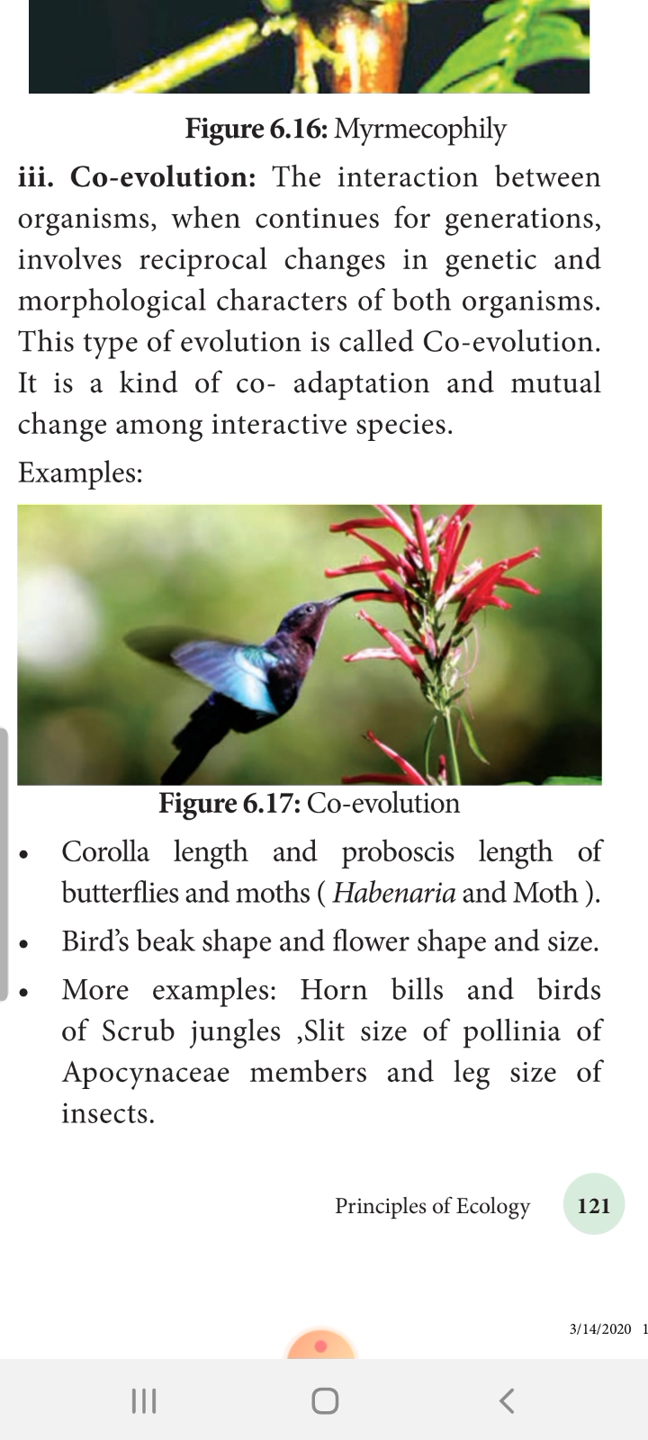 Figure 6.16: Myrmecophily
iii. Co-evolution: The interaction between
organisms, when continues for generations,
involves reciprocal changes in genetic and
morphological characters of both organisms.
This type of evolution is called Co-evolution.
It is a kind of co- adaptation and mutual
change among interactive species.
Examples:
Figure 6.17: Co-evolution
• Corolla length and proboscis length of
butterflies and moths ( Habenaria and Moth ).
• Bird’s beak shape and flower shape and size.
• More examples: Horn bills and birds
of Scrub jungles ,Slit size of pollinia of
Apocynaceae members and leg size of
insects.
Principles of Ecology 121
3/14/2020 1